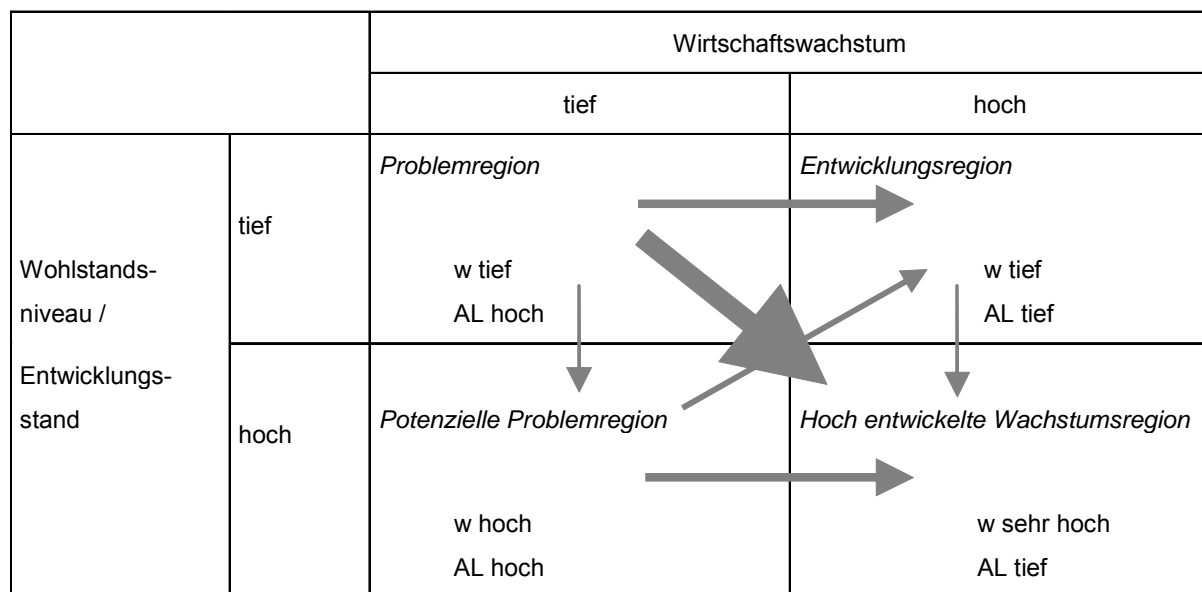 Wirtschaftswachstum
tief
hoch
Wohlstands-
niveau /
Entwicklungs-
stand
tief
Problemregion
w tief
AL hoch
Entwicklungsregion
w tief
AL tief
hoch
Potenzielle Problemregion
w hoch
AL hoch
Hoch entwickelte Wachstumsregion
w sehr hoch
AL tief